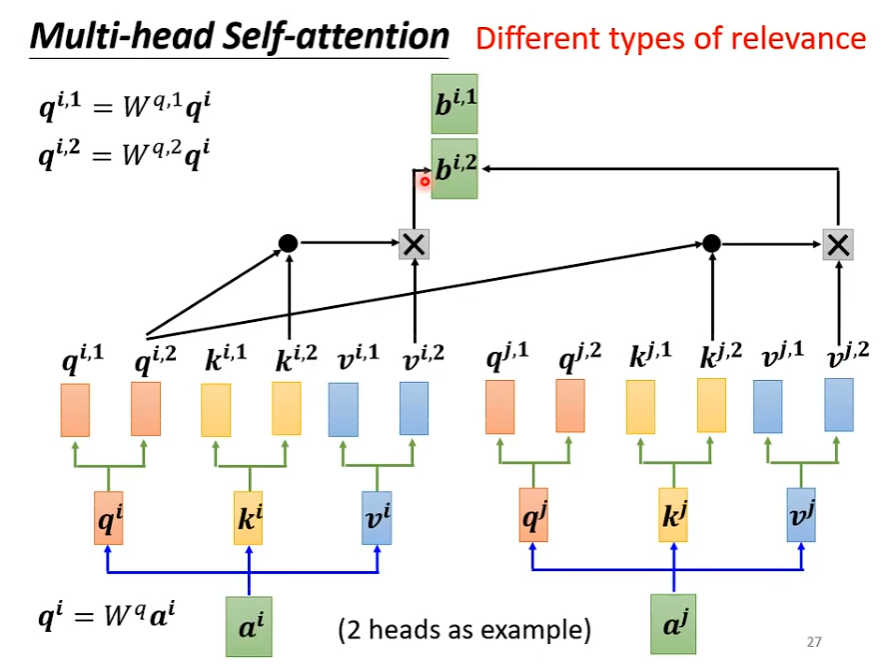 Multi-head Self-attention Different types of relevance
q^{i,1} = W^{q,1}q^i
q^{i,2} = W^{q,2}q^i
b^{i,1}
b^{i,2}
q^{i,1} q^{i,2} k^{i,1} k^{i,2} v^{i,1} v^{i,2} q^{j,1} q^{j,2} k^{j,1} k^{j,2} v^{j,1} v^{j,2}
q^i k^i v^i q^j k^j v^j
q^i = W^q a^i
a^i (2 heads as example) a^j
27